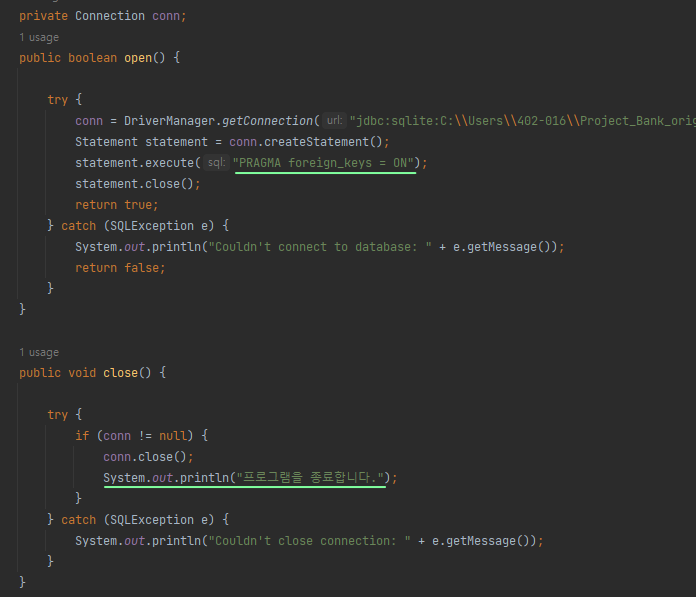 private Connection conn;
1 usage
public boolean open() {
try {
conn = DriverManager.getConnection( url: "jdbc:sqlite:C:\\Users\\402-016\\Project_Bank_orig
Statement statement = conn.createStatement();
statement.execute( sql: "PRAGMA foreign_keys = ON");
statement.close();
return true;
} catch (SQLException e) {
System.out.println("Couldn't connect to database: " + e.getMessage());
return false;
}
}
1 usage
public void close() {
try {
if (conn != null) {
conn.close();
System.out.println("프로그램을 종료합니다.");
}
} catch (SQLException e) {
System.out.println("Couldn't close connection: " + e.getMessage());
}
}